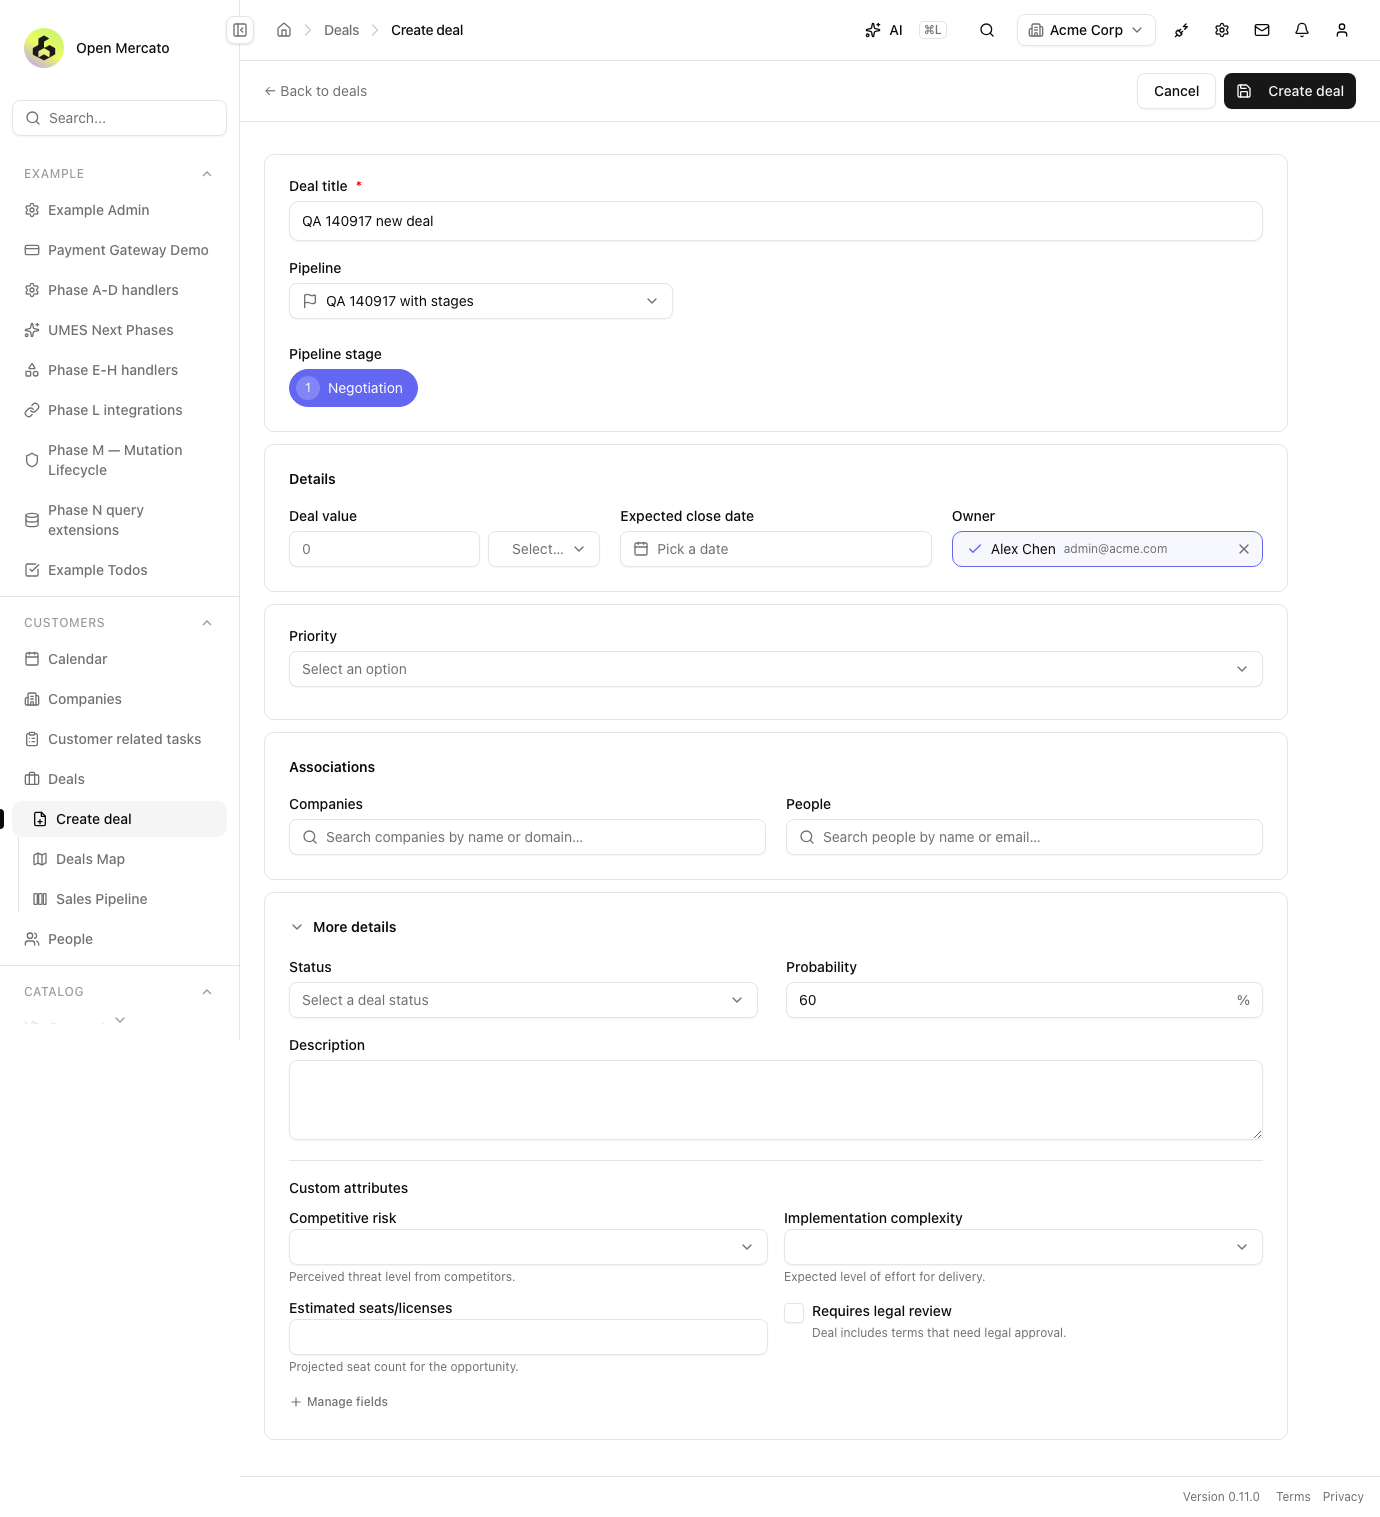 Open Mercato
Search...
EXAMPLE
Example Admin
Payment Gateway Demo
Phase A-D handlers
UMES Next Phases
Phase E-H handlers
Phase L integrations
Phase M — Mutation
Lifecycle
Phase N query
extensions
Example Todos
CUSTOMERS
Calendar
Companies
Customer related tasks
Deals
Create deal
Deals Map
Sales Pipeline
People
CATALOG
Deals
Create deal
AI ⌘L
Acme Corp
← Back to deals
Cancel
Create deal
Deal title *
QA 140917 new deal
Pipeline
QA 140917 with stages
Pipeline stage
1 Negotiation
Details
Deal value
Expected close date
Owner
0
Select...
Pick a date
Alex Chen admin@acme.com
Priority
Select an option
Associations
Companies
People
Search companies by name or domain...
Search people by name or email...
More details
Status
Probability
Select a deal status
60 %
Description
Custom attributes
Competitive risk
Implementation complexity
Perceived threat level from competitors.
Expected level of effort for delivery.
Estimated seats/licenses
Requires legal review
Deal includes terms that need legal approval.
Projected seat count for the opportunity.
Manage fields
Version 0.11.0 Terms Privacy